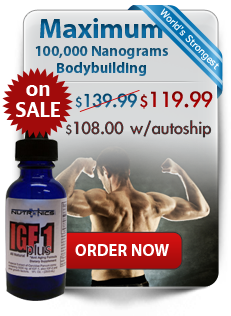 Maximum
World's Strongest
100,000 Nanograms
Bodybuilding
on
SALE
$139.99 $119.99
$108.00 w/autoship
NUTRONICS
IGF-1
plus
ORDER NOW